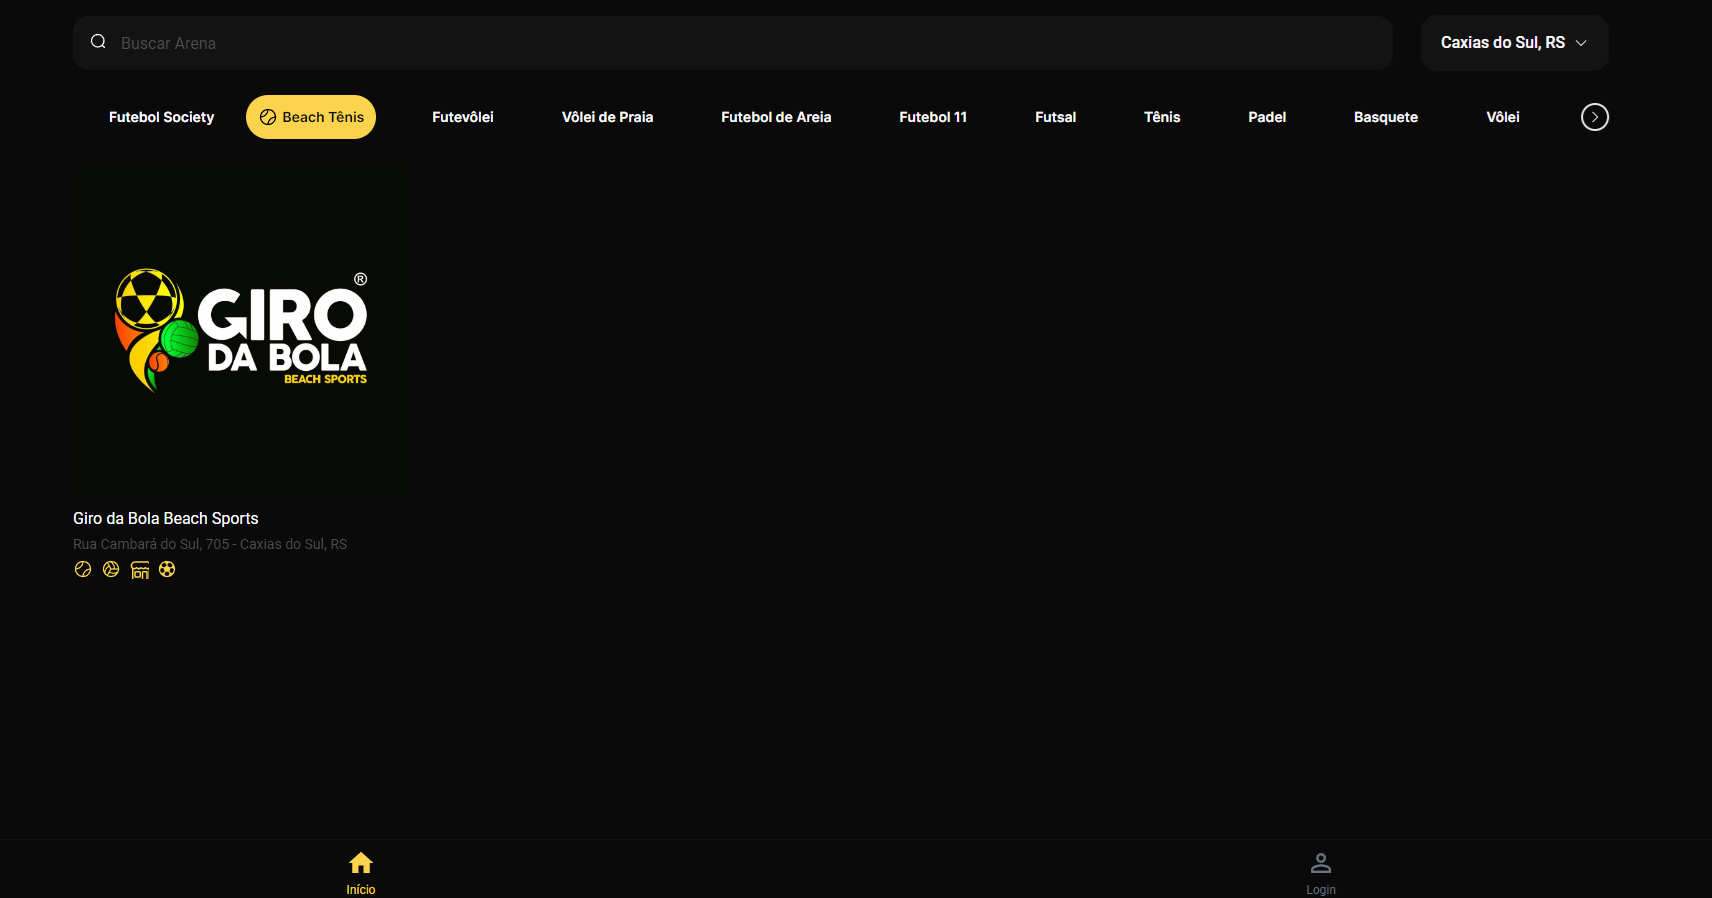 Buscar Arena
Caxias do Sul, RS
Futebol Society
Beach Tênis
Futevôlei
Vôlei de Praia
Futebol de Areia
Futebol 11
Futsal
Tênis
Padel
Basquete
Vôlei
GIRO ®
DA BOLA
BEACH SPORTS
Giro da Bola Beach Sports
Rua Cambará do Sul, 705 - Caxias do Sul, RS
Início
Login